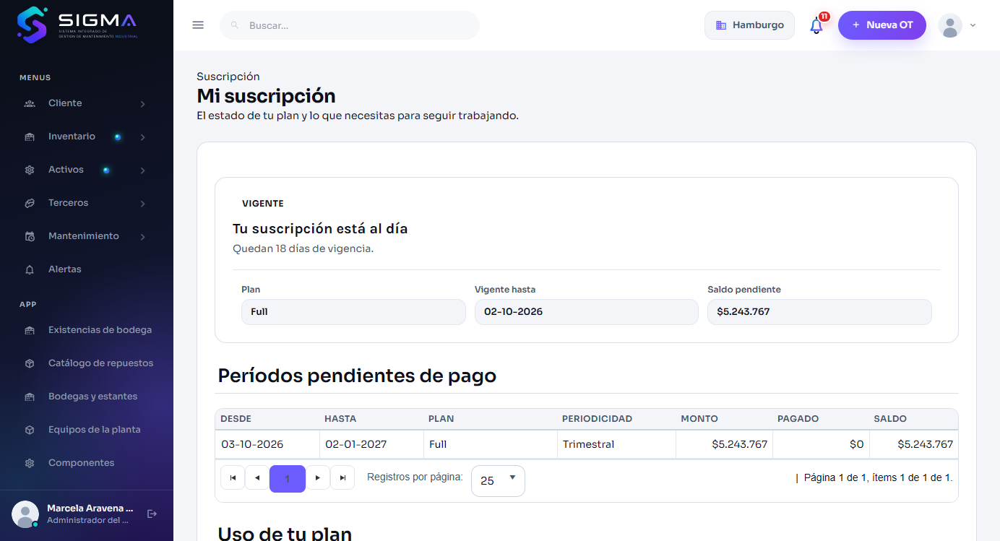 SIGMA
SISTEMA INTEGRADO DE
GESTIÓN DE MANTENIMIENTO INDUSTRIAL
Buscar...
Hamburgo
11
+ Nueva OT
MENUS
Cliente
Inventario
Activos
Terceros
Mantenimiento
Alertas
APP
Existencias de bodega
Catálogo de repuestos
Bodegas y estantes
Equipos de la planta
Componentes
Marcela Aravena ...
Administrador del ...
Suscripción
Mi suscripción
El estado de tu plan y lo que necesitas para seguir trabajando.
VIGENTE
Tu suscripción está al día
Quedan 18 días de vigencia.
Plan Vigente hasta Saldo pendiente
Full 02-10-2026 $5.243.767
Períodos pendientes de pago
DESDE HASTA PLAN PERIODICIDAD MONTO PAGADO SALDO
03-10-2026 02-01-2027 Full Trimestral $5.243.767 $0 $5.243.767
1 Registros por página: 25 | Página 1 de 1, ítems 1 de 1 de 1.
Uso de tu plan